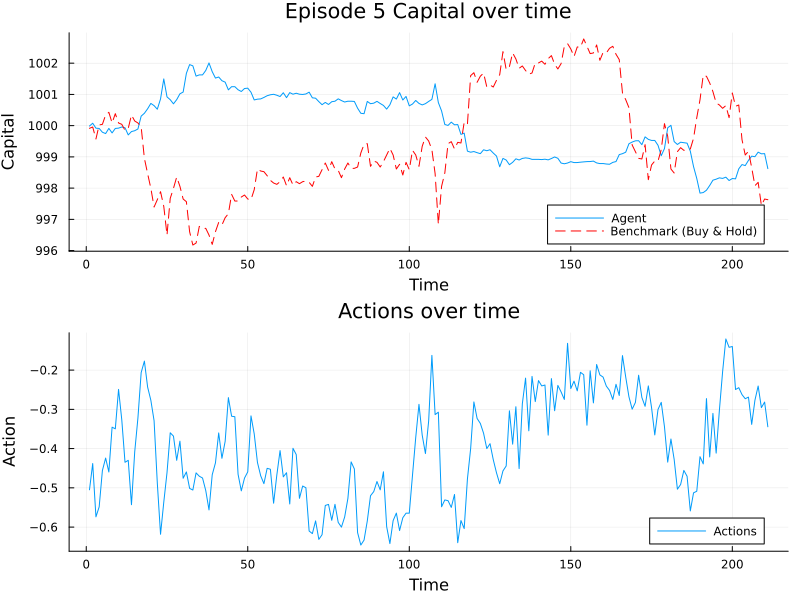 Episode 5 Capital over time
Capital
1002
1001
1000
999
998
997
996
0 50 100 150 200
Time
Agent
Benchmark (Buy & Hold)
Actions over time
Action
−0.2
−0.3
−0.4
−0.5
−0.6
0 50 100 150 200
Time
Actions